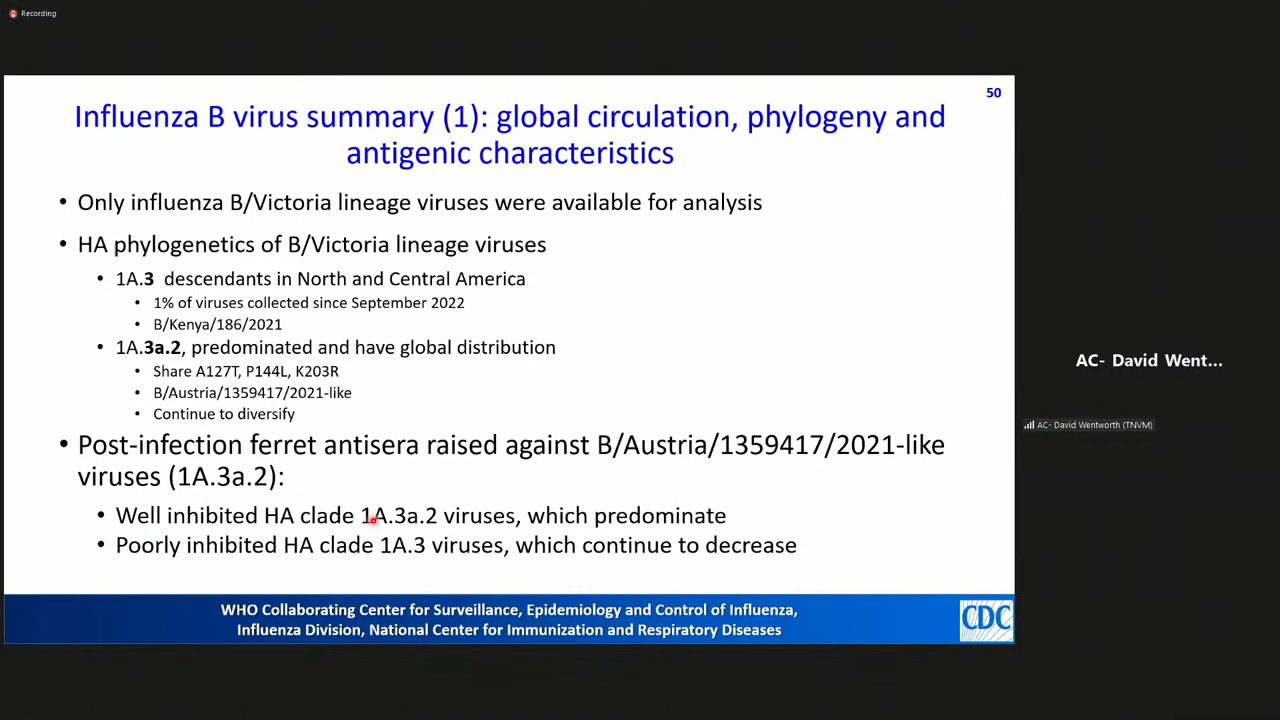 Recording
50
Influenza B virus summary (1): global circulation, phylogeny and
antigenic characteristics
• Only influenza B/Victoria lineage viruses were available for analysis
• HA phylogenetics of B/Victoria lineage viruses
• 1A.3 descendants in North and Central America
• 1% of viruses collected since September 2022
• B/Kenya/186/2021
• 1A.3a.2, predominated and have global distribution
• Share A127T, P144L, K203R
• B/Austria/1359417/2021-like
• Continue to diversify
• Post-infection ferret antisera raised against B/Austria/1359417/2021-like
viruses (1A.3a.2):
• Well inhibited HA clade 1A.3a.2 viruses, which predominate
• Poorly inhibited HA clade 1A.3 viruses, which continue to decrease
WHO Collaborating Center for Surveillance, Epidemiology and Control of Influenza,
Influenza Division, National Center for Immunization and Respiratory Diseases
CDC
AC- David Went...
AC- David Wentworth (TNVM)